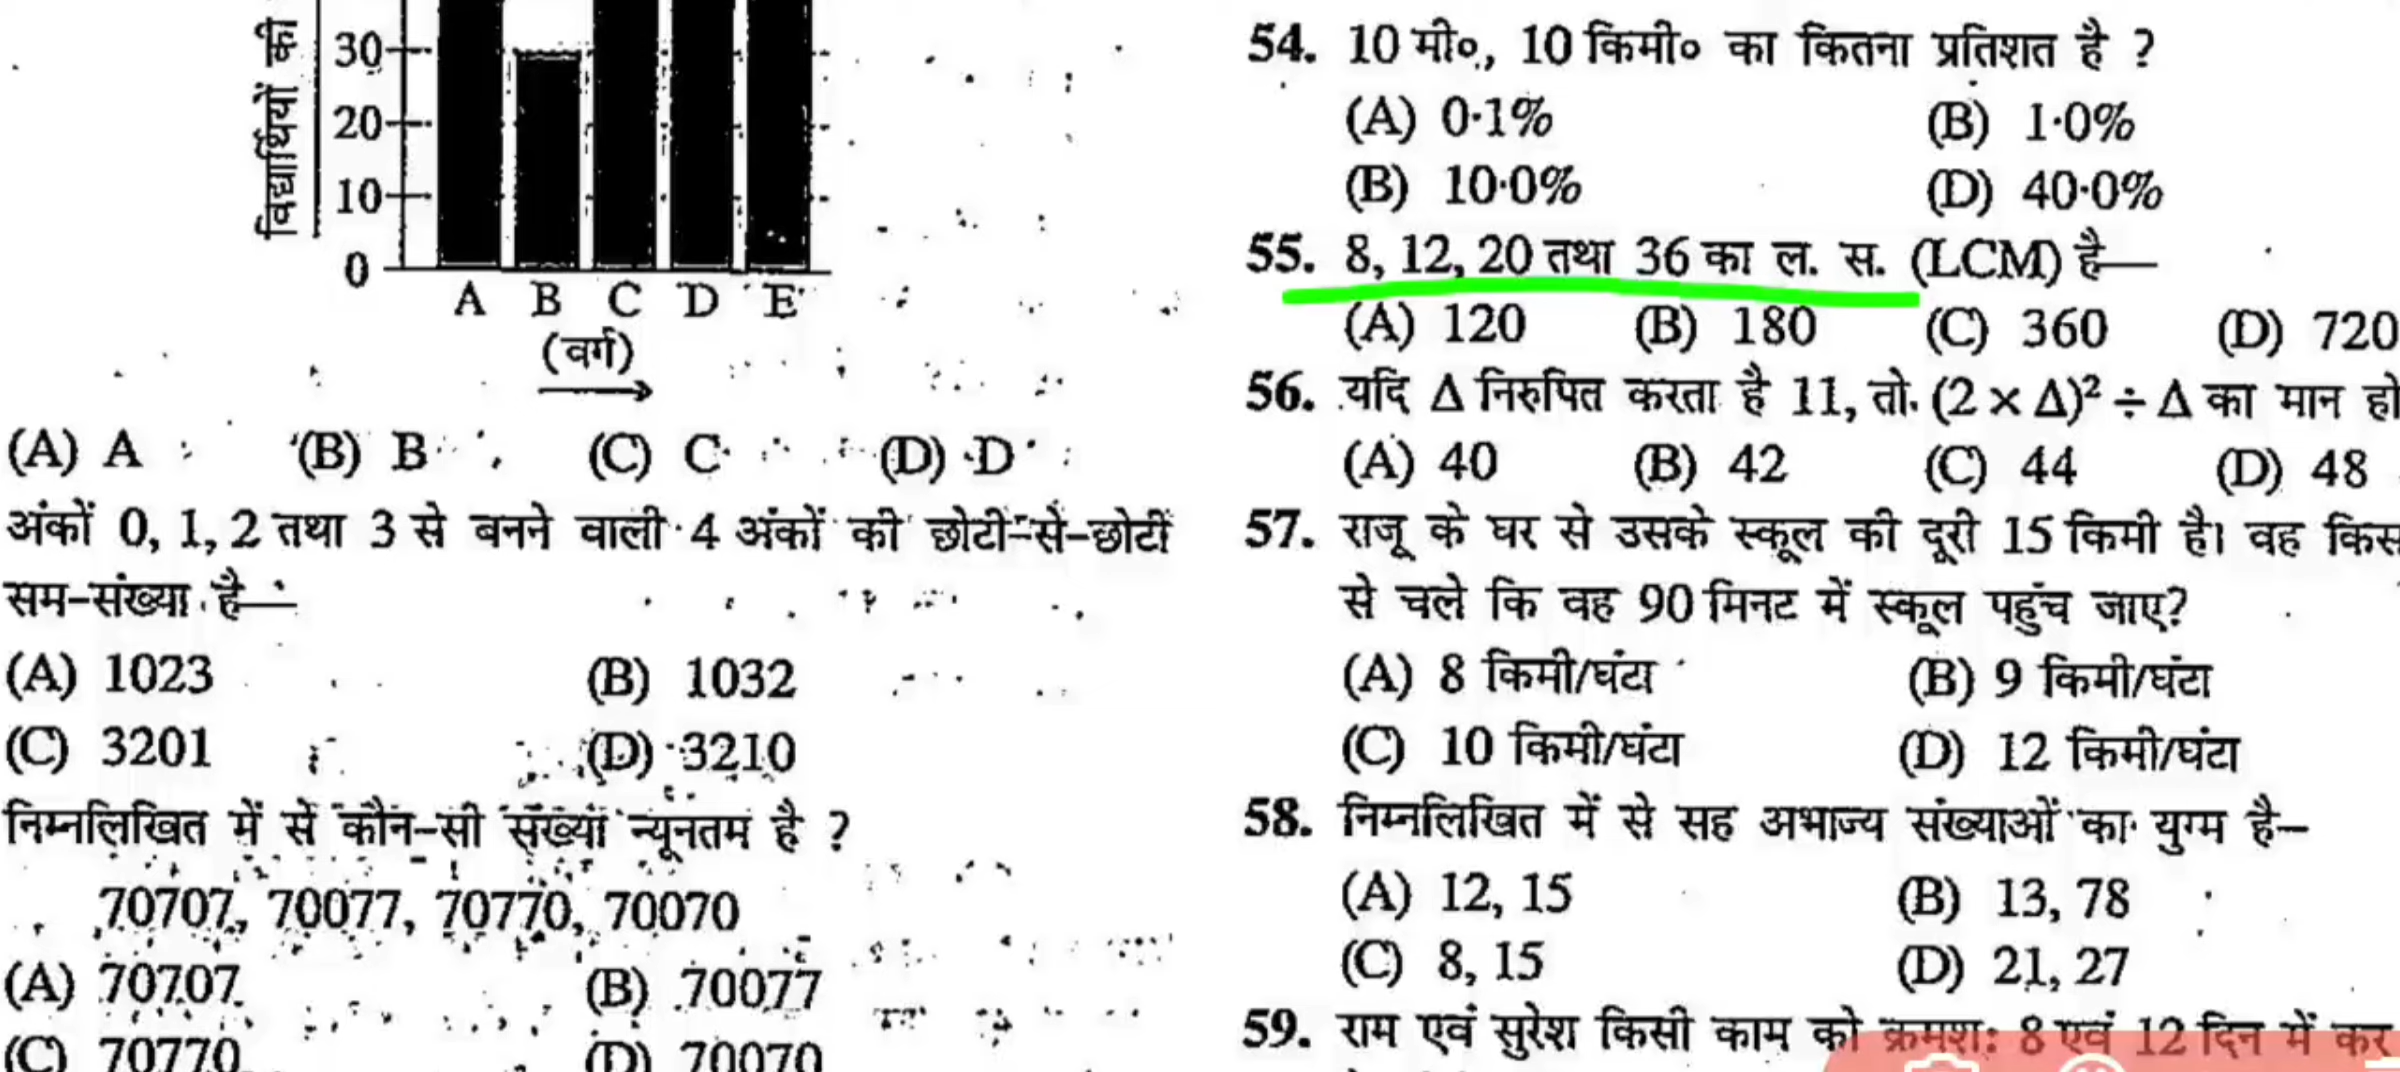 विद्यार्थियों की
30
20
10
0
A B C D E
(वर्ग)
(A) A (B) B (C) C (D) D
अंकों 0, 1, 2 तथा 3 से बनने वाली 4 अंकों की छोटी-से-छोटी
सम-संख्या है—
(A) 1023 (B) 1032
(C) 3201 (D) 3210
निम्नलिखित में से कौन-सी संख्या न्यूनतम है ?
70707, 70077, 70770, 70070
(A) 70707 (B) 70077
(C) 70770 (D) 70070
54. 10 मी०, 10 किमी० का कितना प्रतिशत है ?
(A) 0·1% (B) 1·0%
(B) 10·0% (D) 40·0%
55. 8, 12, 20 तथा 36 का ल. स. (LCM) है—
(A) 120 (B) 180 (C) 360 (D) 720
56. यदि Δ निरुपित करता है 11, तो (2 × Δ)² ÷ Δ का मान हो
(A) 40 (B) 42 (C) 44 (D) 48
57. राजू के घर से उसके स्कूल की दूरी 15 किमी है। वह किस
से चले कि वह 90 मिनट में स्कूल पहुंच जाए?
(A) 8 किमी/घंटा (B) 9 किमी/घंटा
(C) 10 किमी/घंटा (D) 12 किमी/घंटा
58. निम्नलिखित में से सह अभाज्य संख्याओं का युग्म है–
(A) 12, 15 (B) 13, 78
(C) 8, 15 (D) 21, 27
59. राम एवं सुरेश किसी काम को क्रमश: 8 एवं 12 दिन में कर